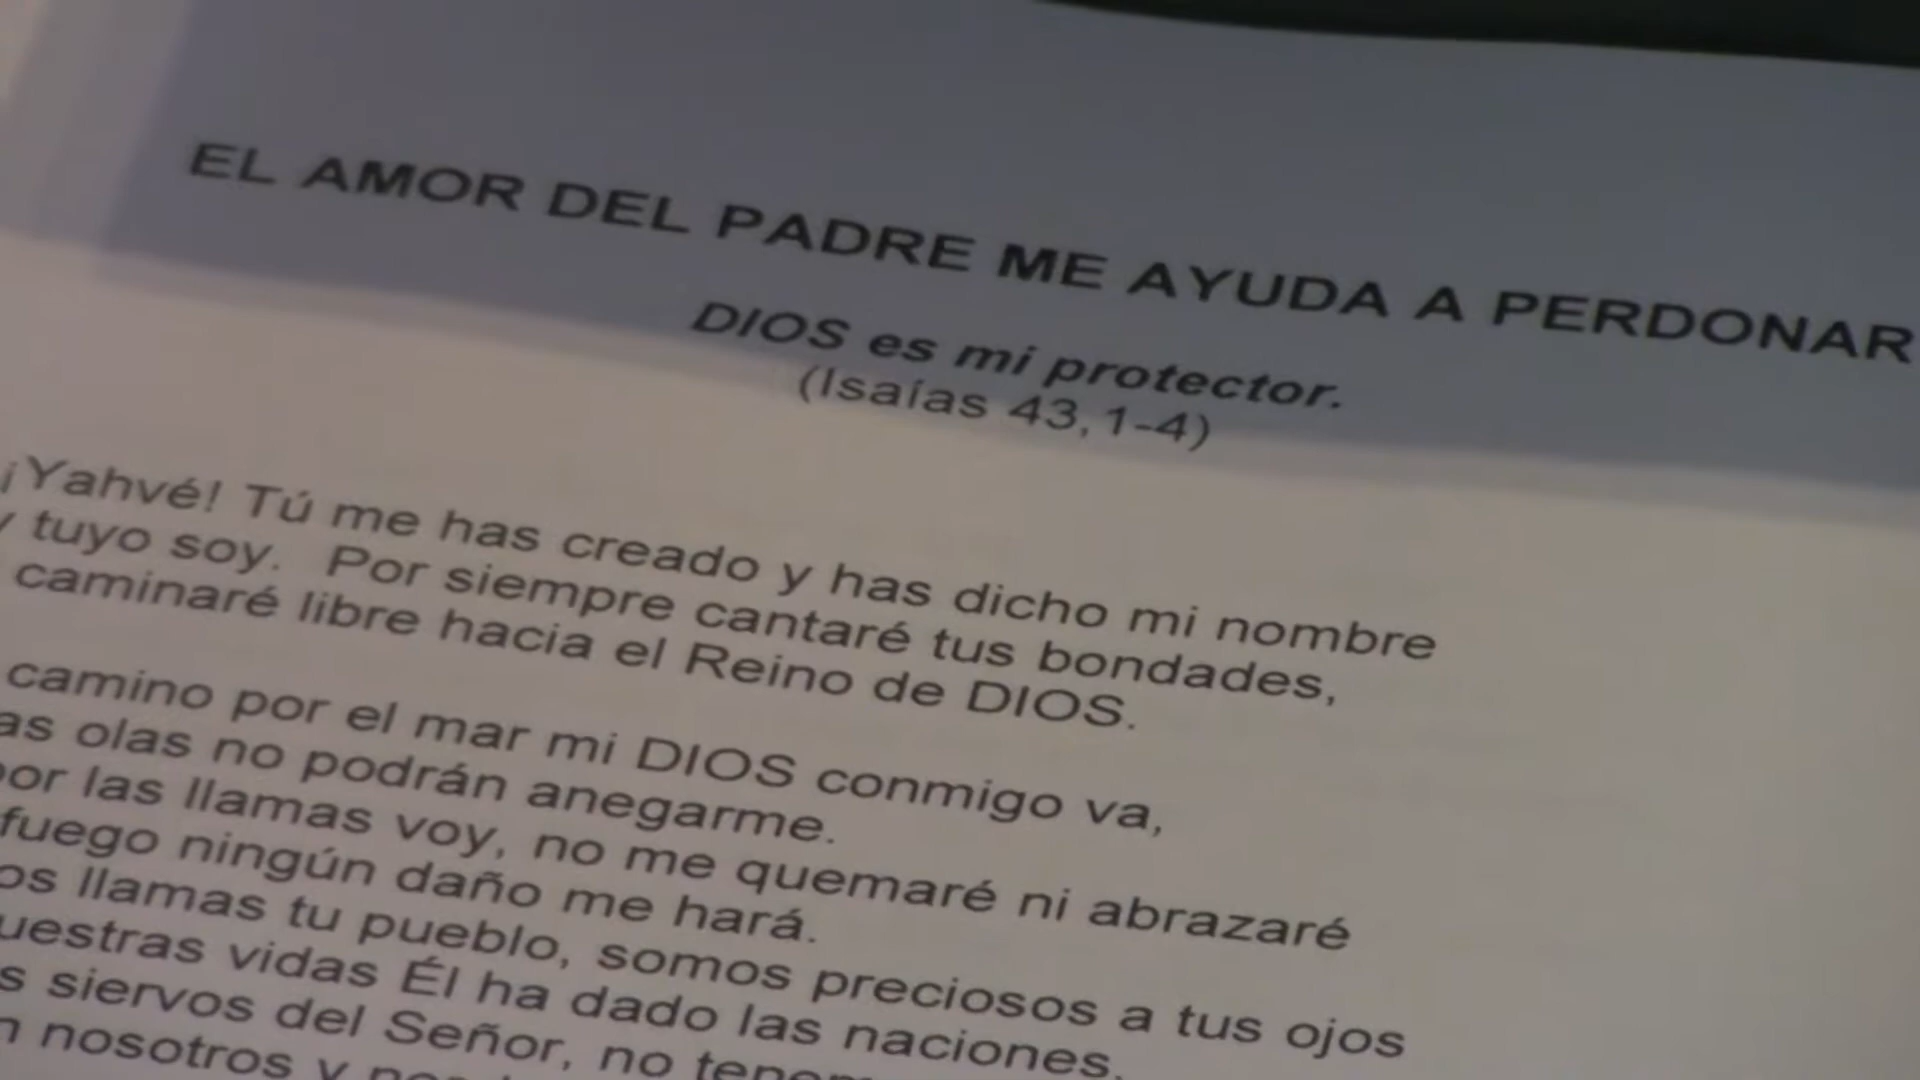 EL AMOR DEL PADRE ME AYUDA A PERDONAR
DIOS es mi protector.
(Isaías 43,1-4)
¡Yahvé! Tú me has creado y has dicho mi nombre
y tuyo soy. Por siempre cantaré tus bondades,
caminaré libre hacia el Reino de DIOS.
camino por el mar mi DIOS conmigo va,
as olas no podrán anegarme.
por las llamas voy, no me quemaré ni abrazaré
fuego ningún daño me hará.
os llamas tu pueblo, somos preciosos a tus ojos
uestras vidas Él ha dado las naciones.
s siervos del Señor, no
nosotros y